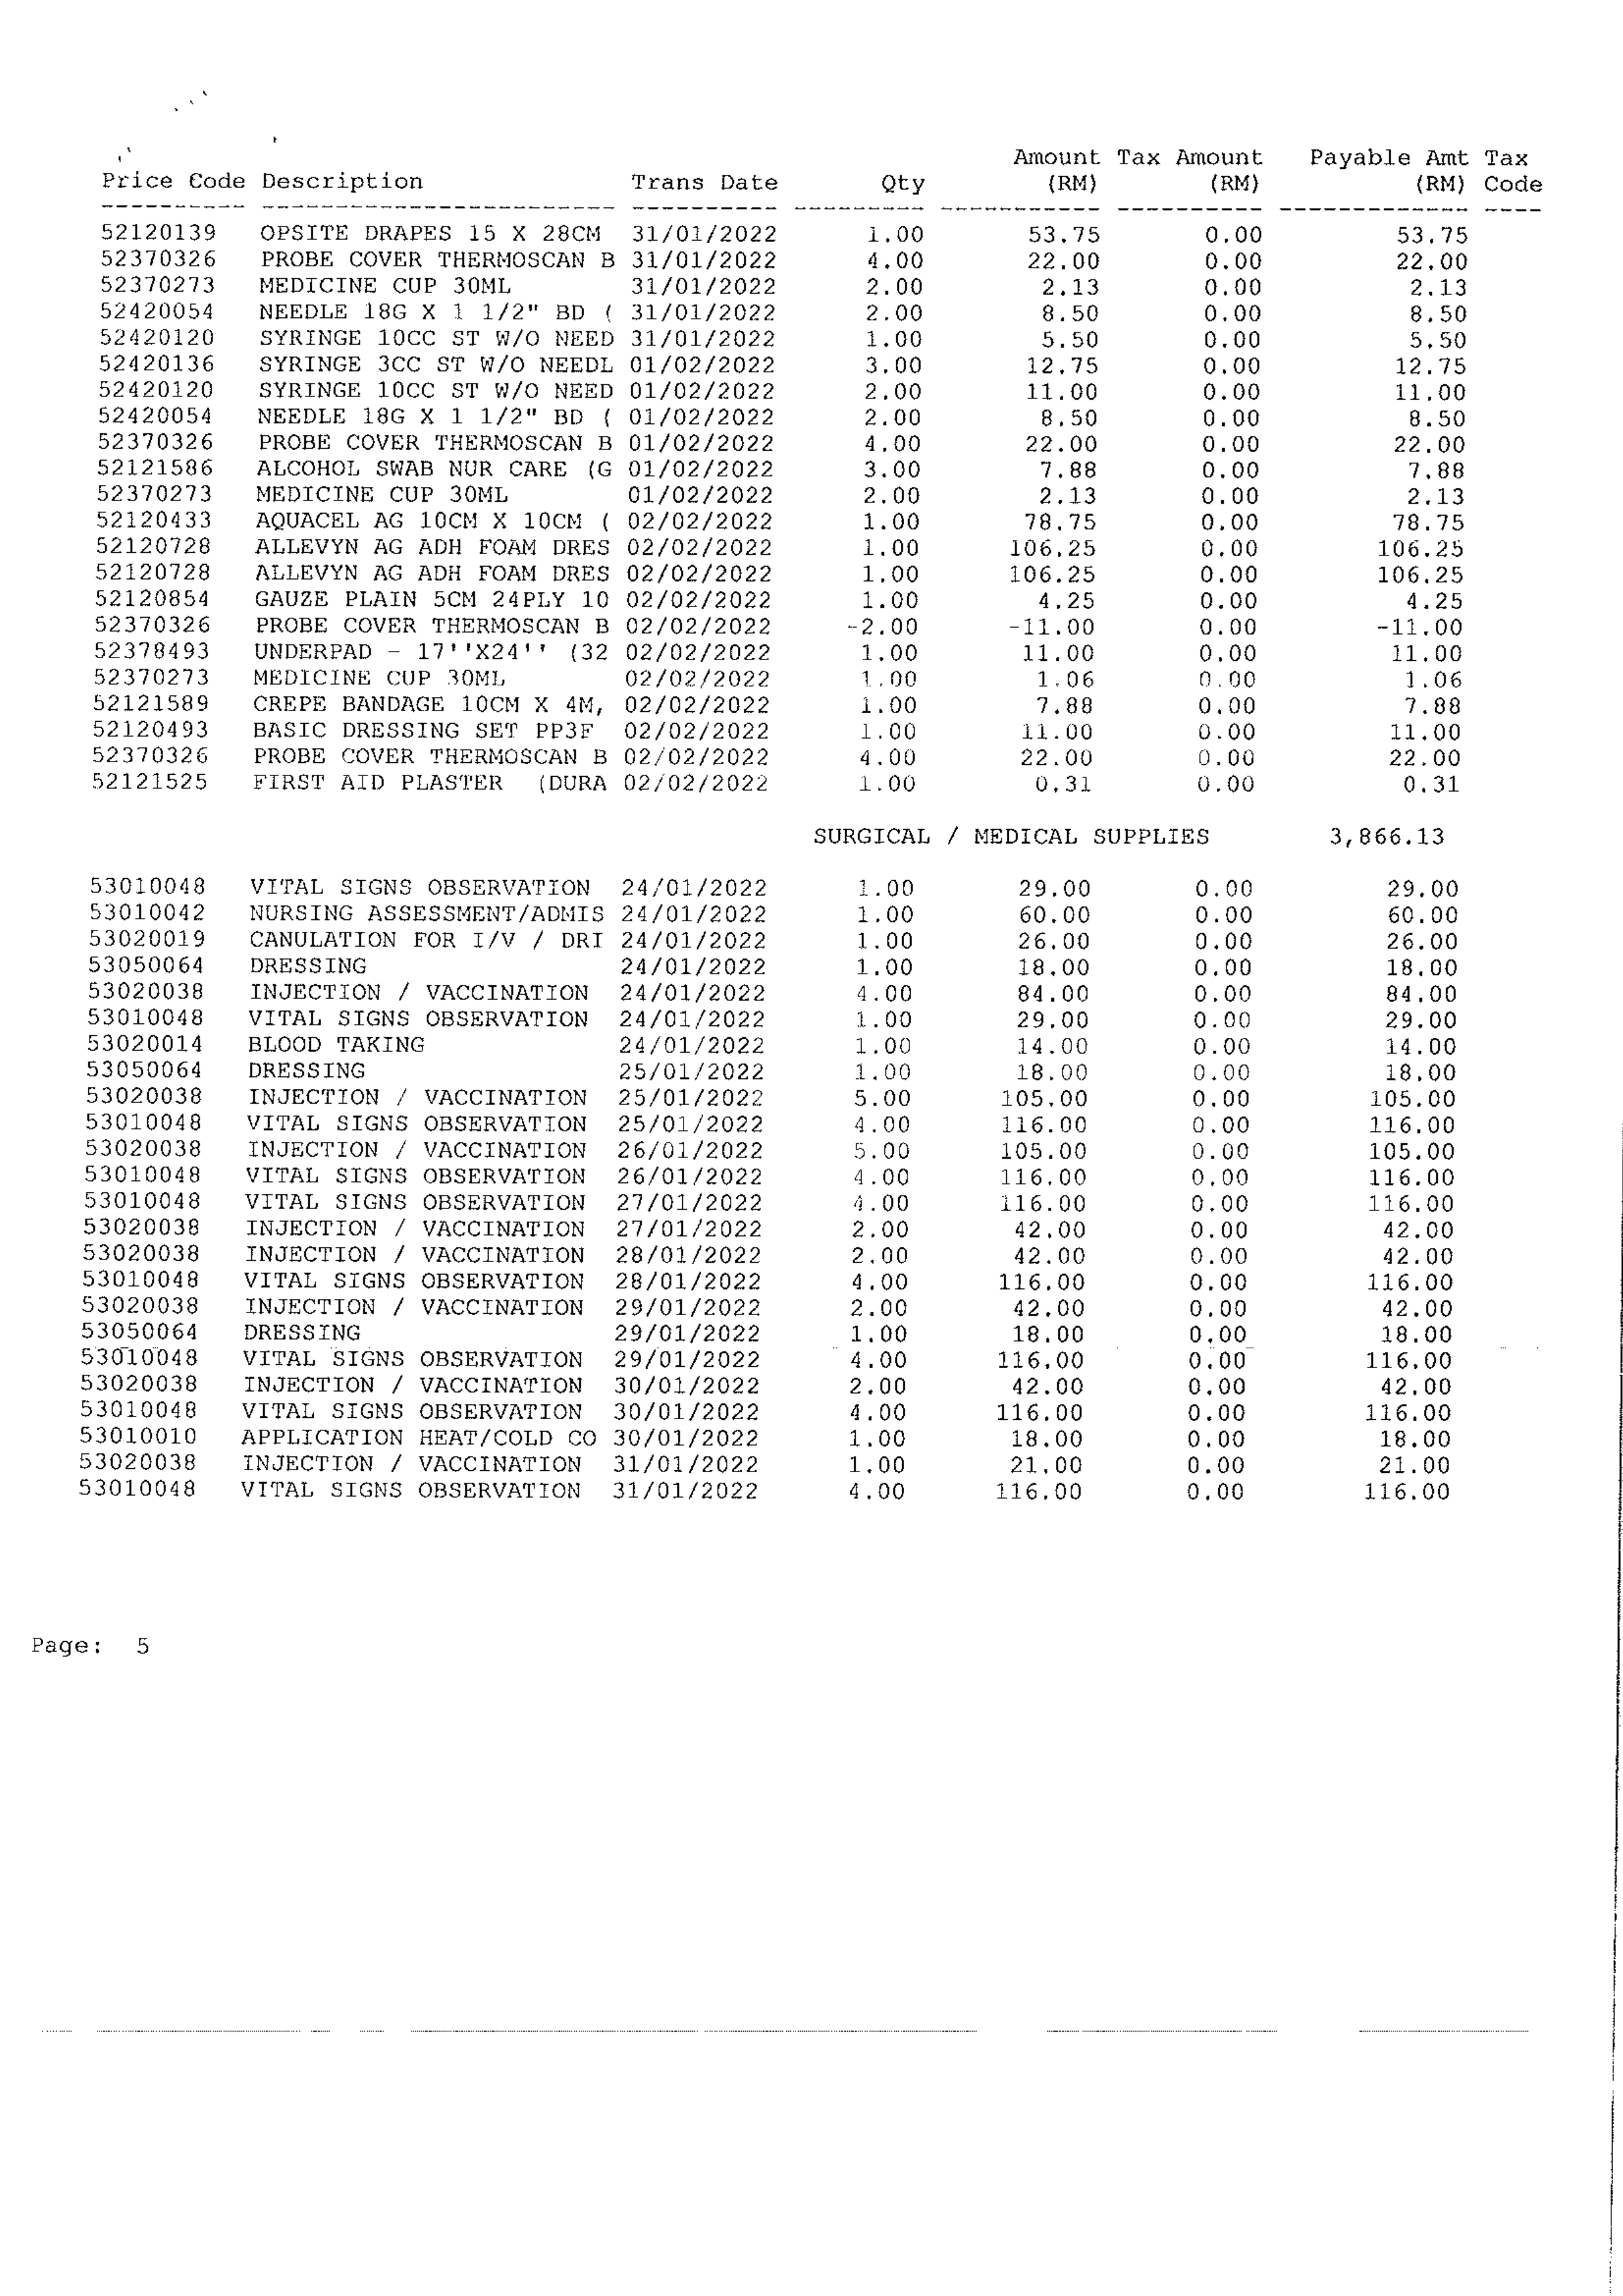 Amount Tax Amount Payable Amt Tax
Price Code Description Trans Date Qty (RM) (RM) (RM) Code
52120139 OPSITE DRAPES 15 X 28CM 31/01/2022 1.00 53.75 0.00 53.75
52370326 PROBE COVER THERMOSCAN B 31/01/2022 4.00 22.00 0.00 22.00
52370273 MEDICINE CUP 30ML 31/01/2022 2.00 2.13 0.00 2.13
52420054 NEEDLE 18G X 1 1/2" BD ( 31/01/2022 2.00 8.50 0.00 8.50
52420120 SYRINGE 10CC ST W/O NEED 31/01/2022 1.00 5.50 0.00 5.50
52420136 SYRINGE 3CC ST W/O NEEDL 01/02/2022 3.00 12.75 0.00 12.75
52420120 SYRINGE 10CC ST W/O NEED 01/02/2022 2.00 11.00 0.00 11.00
52420054 NEEDLE 18G X 1 1/2" BD ( 01/02/2022 2.00 8.50 0.00 8.50
52370326 PROBE COVER THERMOSCAN B 01/02/2022 4.00 22.00 0.00 22.00
52121586 ALCOHOL SWAB NUR CARE (G 01/02/2022 3.00 7.88 0.00 7.88
52370273 MEDICINE CUP 30ML 01/02/2022 2.00 2.13 0.00 2.13
52120433 AQUACEL AG 10CM X 10CM ( 02/02/2022 1.00 78.75 0.00 78.75
52120728 ALLEVYN AG ADH FOAM DRES 02/02/2022 1.00 106.25 0.00 106.25
52120728 ALLEVYN AG ADH FOAM DRES 02/02/2022 1.00 106.25 0.00 106.25
52120854 GAUZE PLAIN 5CM 24PLY 10 02/02/2022 1.00 4.25 0.00 4.25
52370326 PROBE COVER THERMOSCAN B 02/02/2022 -2.00 -11.00 0.00 -11.00
52378493 UNDERPAD - 17''X24'' (32 02/02/2022 1.00 11.00 0.00 11.00
52370273 MEDICINE CUP 30ML 02/02/2022 1.00 1.06 0.00 1.06
52121589 CREPE BANDAGE 10CM X 4M, 02/02/2022 1.00 7.88 0.00 7.88
52120493 BASIC DRESSING SET PP3F 02/02/2022 1.00 11.00 0.00 11.00
52370326 PROBE COVER THERMOSCAN B 02/02/2022 4.00 22.00 0.00 22.00
52121525 FIRST AID PLASTER (DURA 02/02/2022 1.00 0.31 0.00 0.31
SURGICAL / MEDICAL SUPPLIES 3,866.13
53010048 VITAL SIGNS OBSERVATION 24/01/2022 1.00 29.00 0.00 29.00
53010042 NURSING ASSESSMENT/ADMIS 24/01/2022 1.00 60.00 0.00 60.00
53020019 CANULATION FOR I/V / DRI 24/01/2022 1.00 26.00 0.00 26.00
53050064 DRESSING 24/01/2022 1.00 18.00 0.00 18.00
53020038 INJECTION / VACCINATION 24/01/2022 4.00 84.00 0.00 84.00
53010048 VITAL SIGNS OBSERVATION 24/01/2022 1.00 29.00 0.00 29.00
53020014 BLOOD TAKING 24/01/2022 1.00 14.00 0.00 14.00
53050064 DRESSING 25/01/2022 1.00 18.00 0.00 18.00
53020038 INJECTION / VACCINATION 25/01/2022 5.00 105.00 0.00 105.00
53010048 VITAL SIGNS OBSERVATION 25/01/2022 4.00 116.00 0.00 116.00
53020038 INJECTION / VACCINATION 26/01/2022 5.00 105.00 0.00 105.00
53010048 VITAL SIGNS OBSERVATION 26/01/2022 4.00 116.00 0.00 116.00
53010048 VITAL SIGNS OBSERVATION 27/01/2022 4.00 116.00 0.00 116.00
53020038 INJECTION / VACCINATION 27/01/2022 2.00 42.00 0.00 42.00
53020038 INJECTION / VACCINATION 28/01/2022 2.00 42.00 0.00 42.00
53010048 VITAL SIGNS OBSERVATION 28/01/2022 4.00 116.00 0.00 116.00
53020038 INJECTION / VACCINATION 29/01/2022 2.00 42.00 0.00 42.00
53050064 DRESSING 29/01/2022 1.00 18.00 0.00 18.00
53010048 VITAL SIGNS OBSERVATION 29/01/2022 4.00 116.00 0.00 116.00
53020038 INJECTION / VACCINATION 30/01/2022 2.00 42.00 0.00 42.00
53010048 VITAL SIGNS OBSERVATION 30/01/2022 4.00 116.00 0.00 116.00
53010010 APPLICATION HEAT/COLD CO 30/01/2022 1.00 18.00 0.00 18.00
53020038 INJECTION / VACCINATION 31/01/2022 1.00 21.00 0.00 21.00
53010048 VITAL SIGNS OBSERVATION 31/01/2022 4.00 116.00 0.00 116.00
Page: 5